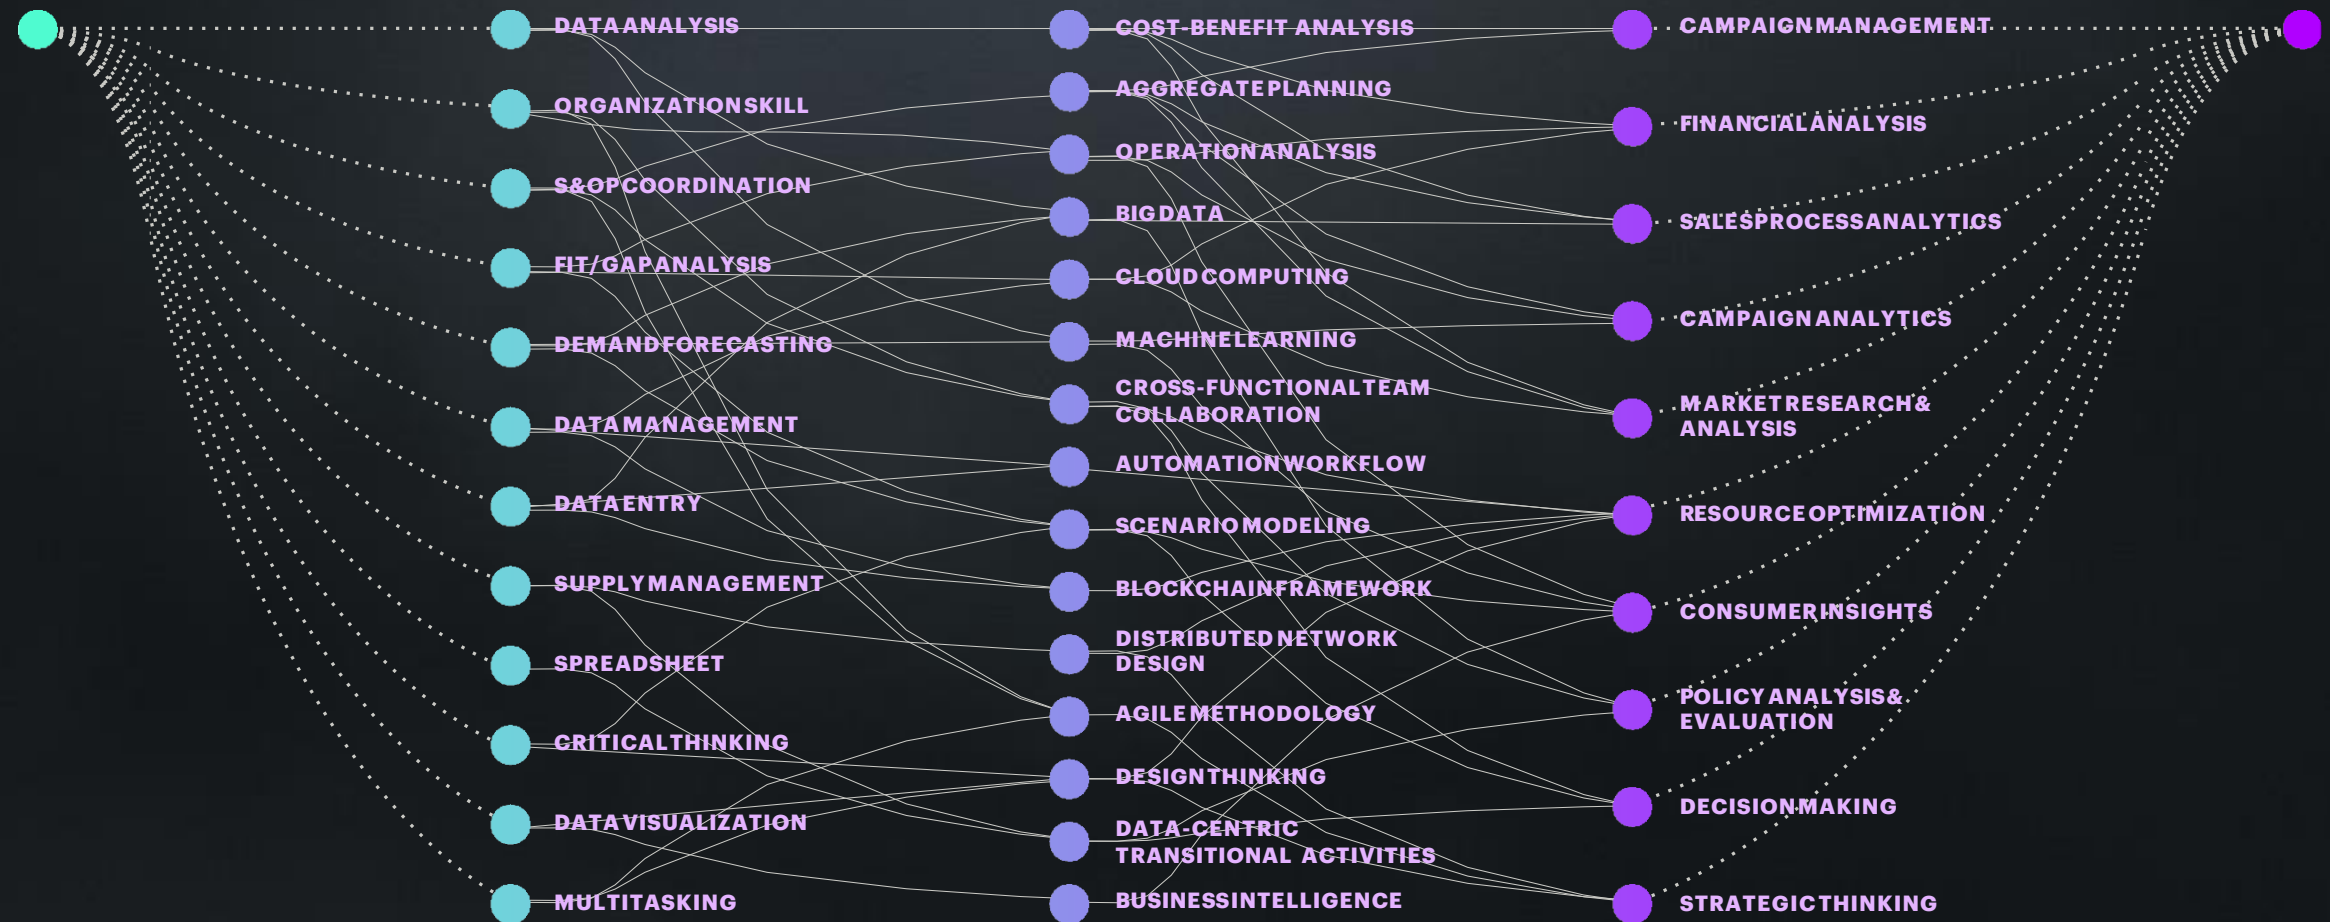 DATA ANALYSIS
ORGANIZATION SKILL
S&OP COORDINATION
FIT/GAP ANALYSIS
DEMAND FORECASTING
DATA MANAGEMENT
DATA ENTRY
SUPPLY MANAGEMENT
SPREADSHEET
CRITICAL THINKING
DATA VISUALIZATION
MULTITASKING
COST-BENEFIT ANALYSIS
AGGREGATE PLANNING
OPERATION ANALYSIS
BIG DATA
CLOUD COMPUTING
MACHINE LEARNING
CROSS-FUNCTIONAL TEAM
COLLABORATION
AUTOMATION WORKFLOW
SCENARIO MODELING
BLOCKCHAIN FRAMEWORK
DISTRIBUTED NETWORK
DESIGN
AGILE METHODOLOGY
DESIGN THINKING
DATA-CENTRIC
TRANSITIONAL ACTIVITIES
BUSINESS INTELLIGENCE
CAMPAIGN MANAGEMENT
FINANCIAL ANALYSIS
SALES PROCESS ANALYTICS
CAMPAIGN ANALYTICS
MARKET RESEARCH &
ANALYSIS
RESOURCE OPTIMIZATION
CONSUMER INSIGHTS
POLICY ANALYSIS &
EVALUATION
DECISION MAKING
STRATEGIC THINKING